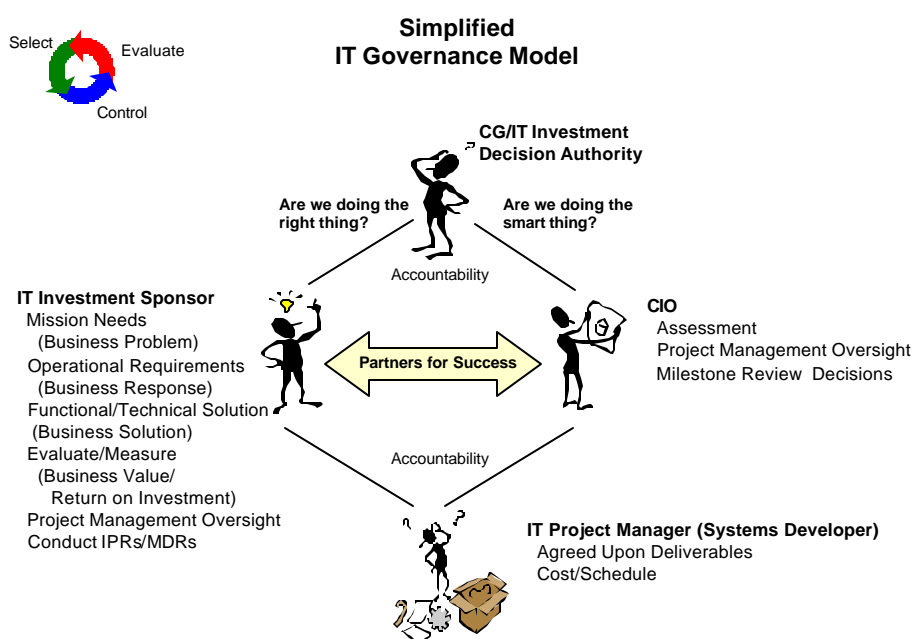 Simplified
IT Governance Model
Select
Evaluate
Control
CG/IT Investment
Decision Authority
Are we doing the
right thing?
Are we doing the
smart thing?
Accountability
IT Investment Sponsor
Mission Needs
(Business Problem)
Operational Requirements
(Business Response)
Functional/Technical Solution
(Business Solution)
Evaluate/Measure
(Business Value/
Return on Investment)
Project Management Oversight
Conduct IPRs/MDRs
Partners for Success
CIO
Assessment
Project Management Oversight
Milestone Review Decisions
Accountability
IT Project Manager (Systems Developer)
Agreed Upon Deliverables
Cost/Schedule